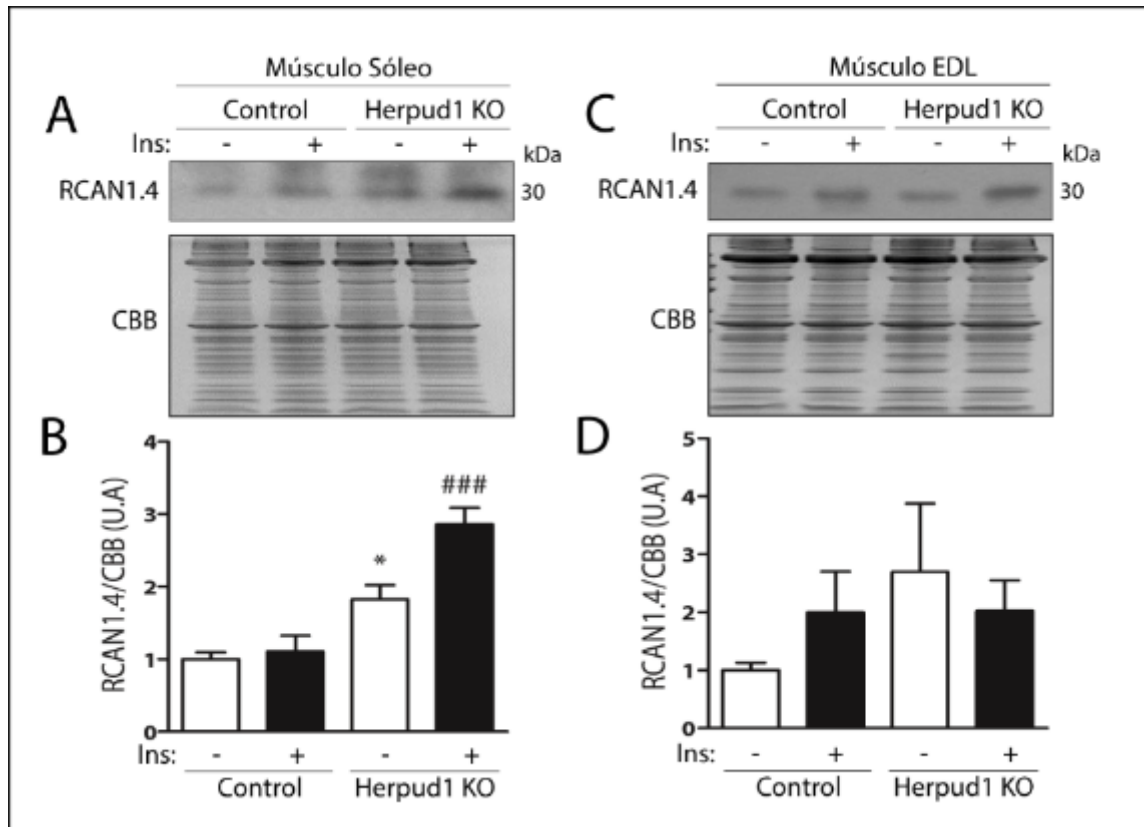 Músculo Sóleo
A
Control Herpud1 KO
Ins: - + - + kDa
RCAN1.4 30
CBB
Músculo EDL
C
Control Herpud1 KO
Ins: - + - + kDa
RCAN1.4 30
CBB
B
RCAN1.4/CBB (U.A)
4
3
2
1
0
* ###
Ins: - + - +
Control Herpud1 KO
D
RCAN1.4/CBB (U.A)
5
4
3
2
1
0
Ins: - + - +
Control Herpud1 KO